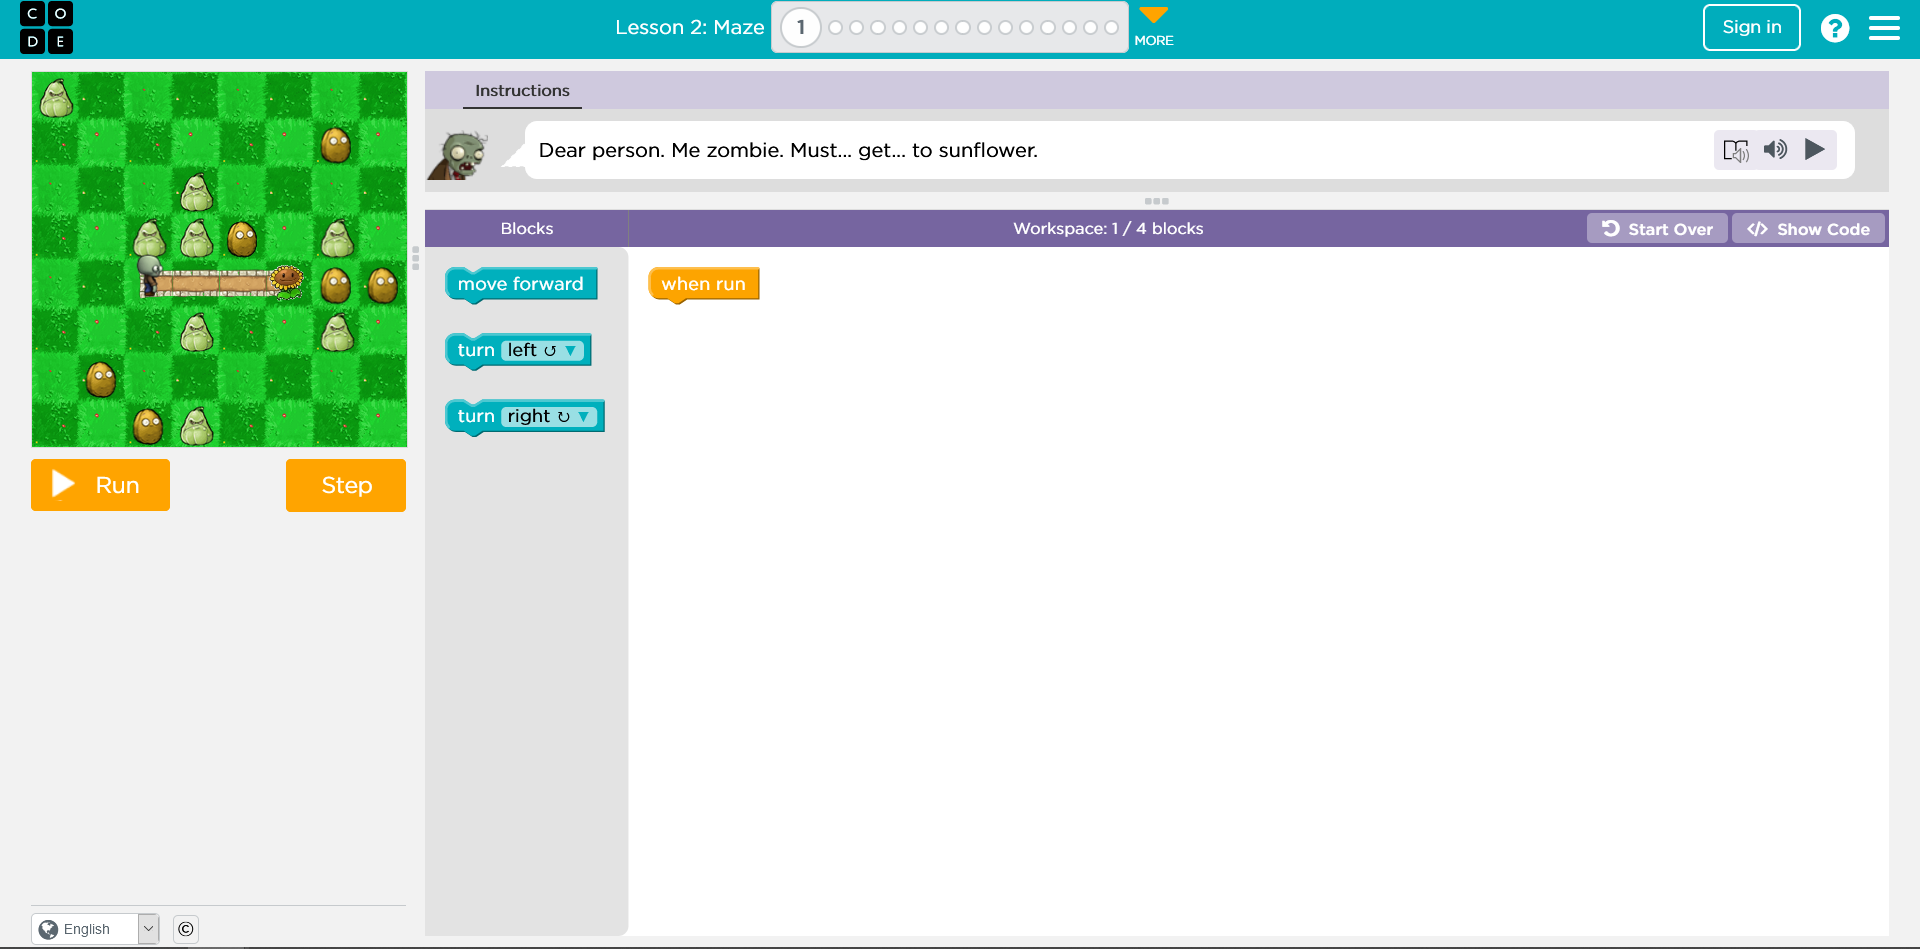 C O
D E
Lesson 2: Maze
1
MORE
Sign in
?
Instructions
Dear person. Me zombie. Must... get... to sunflower.
Blocks
Workspace: 1 / 4 blocks
Start Over
</> Show Code
move forward
when run
turn left ↺ ▼
turn right ↻ ▼
Run
Step
English
©